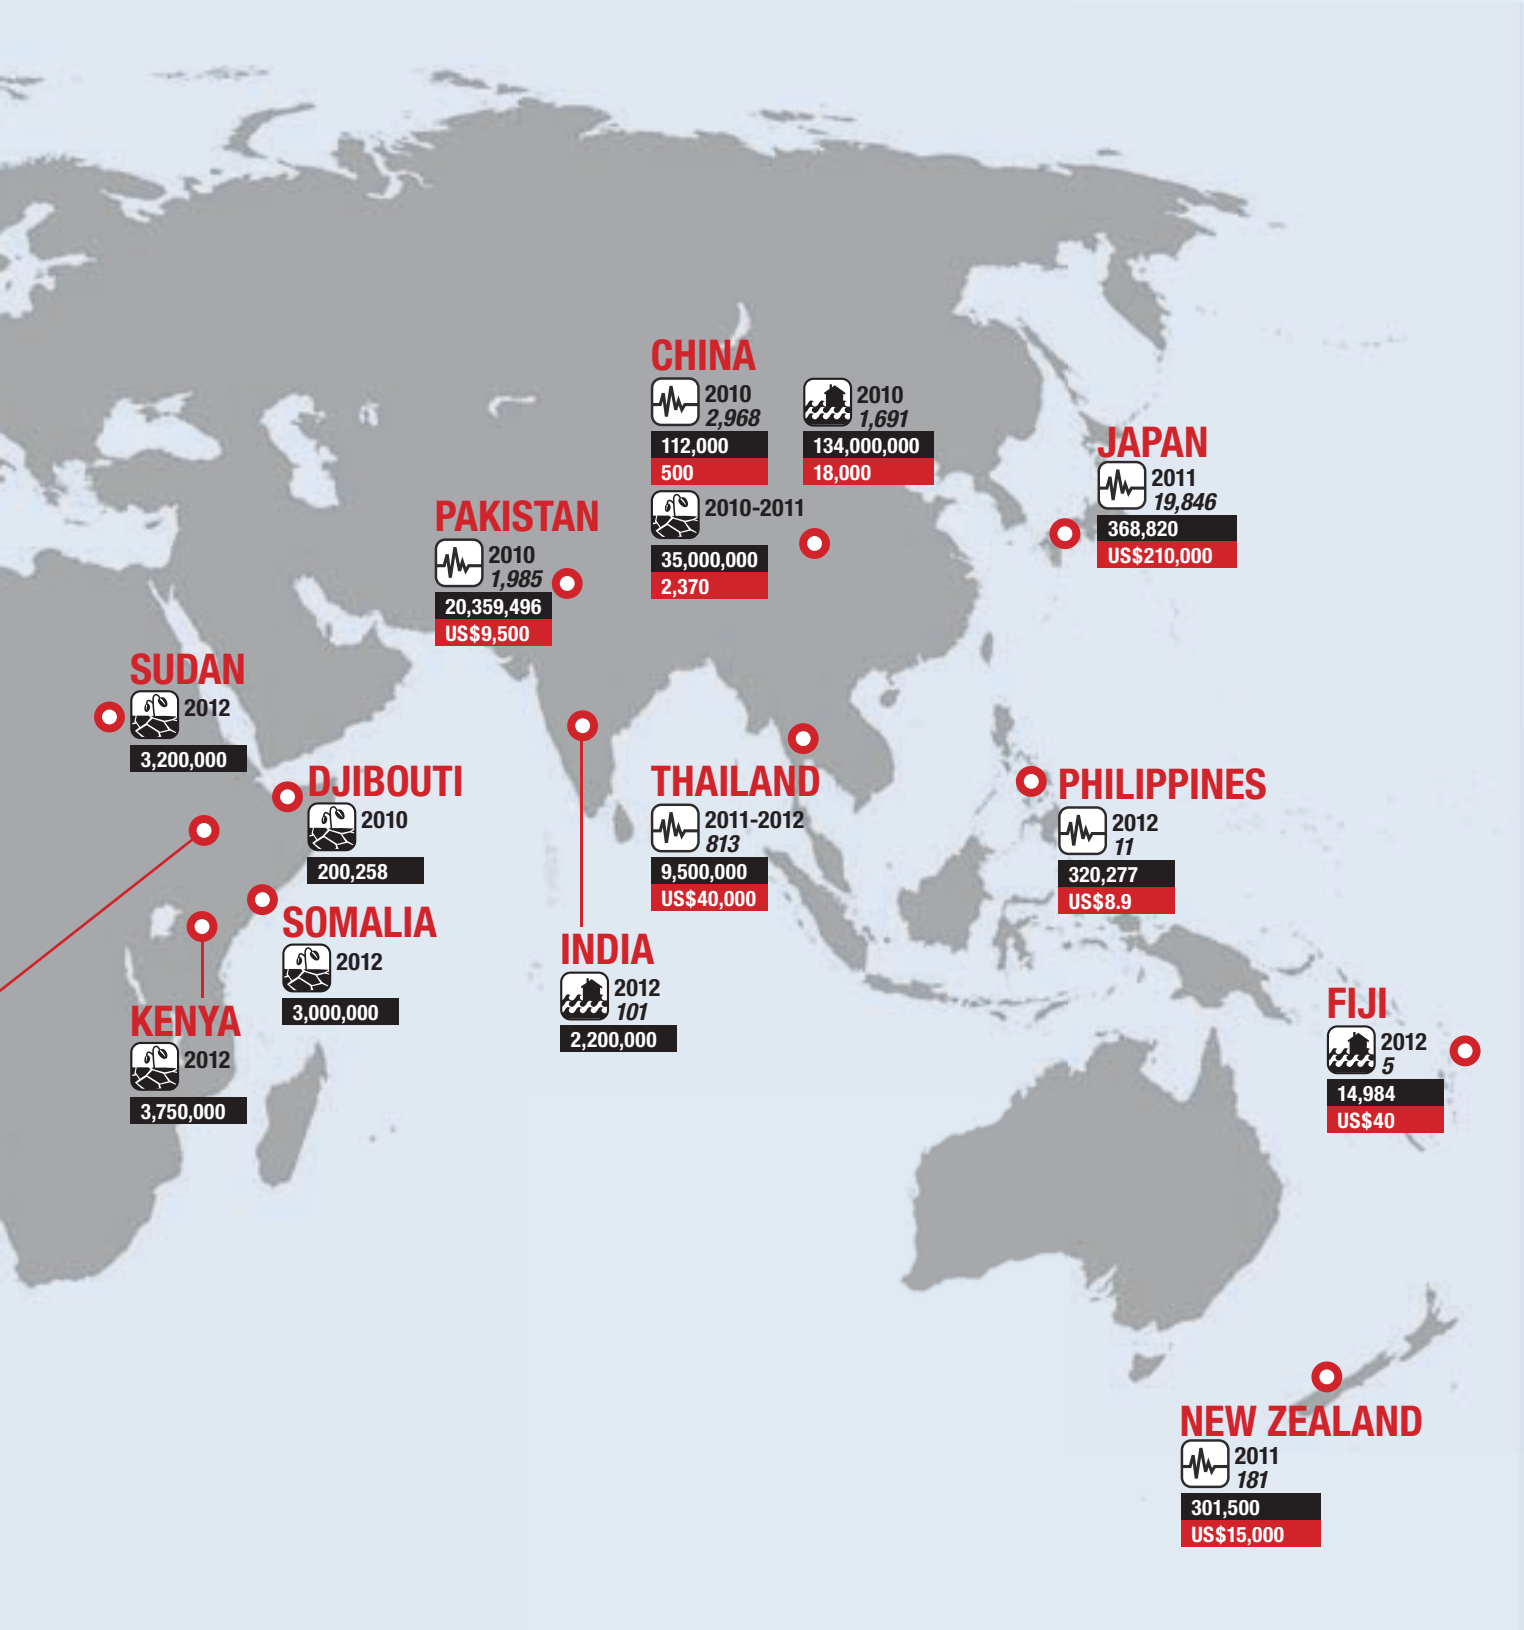 CHINA
2010
2,968
112,000
500
2010
1,691
134,000,000
18,000
2010-2011
35,000,000
2,370
JAPAN
2011
19,846
368,820
US$210,000
PAKISTAN
2010
1,985
20,359,496
US$9,500
SUDAN
2012
3,200,000
DJIBOUTI
2010
200,258
THAILAND
2011-2012
813
9,500,000
US$40,000
PHILIPPINES
2012
11
320,277
US$8.9
SOMALIA
2012
3,000,000
INDIA
2012
101
2,200,000
KENYA
2012
3,750,000
FIJI
2012
5
14,984
US$40
NEW ZEALAND
2011
181
301,500
US$15,000